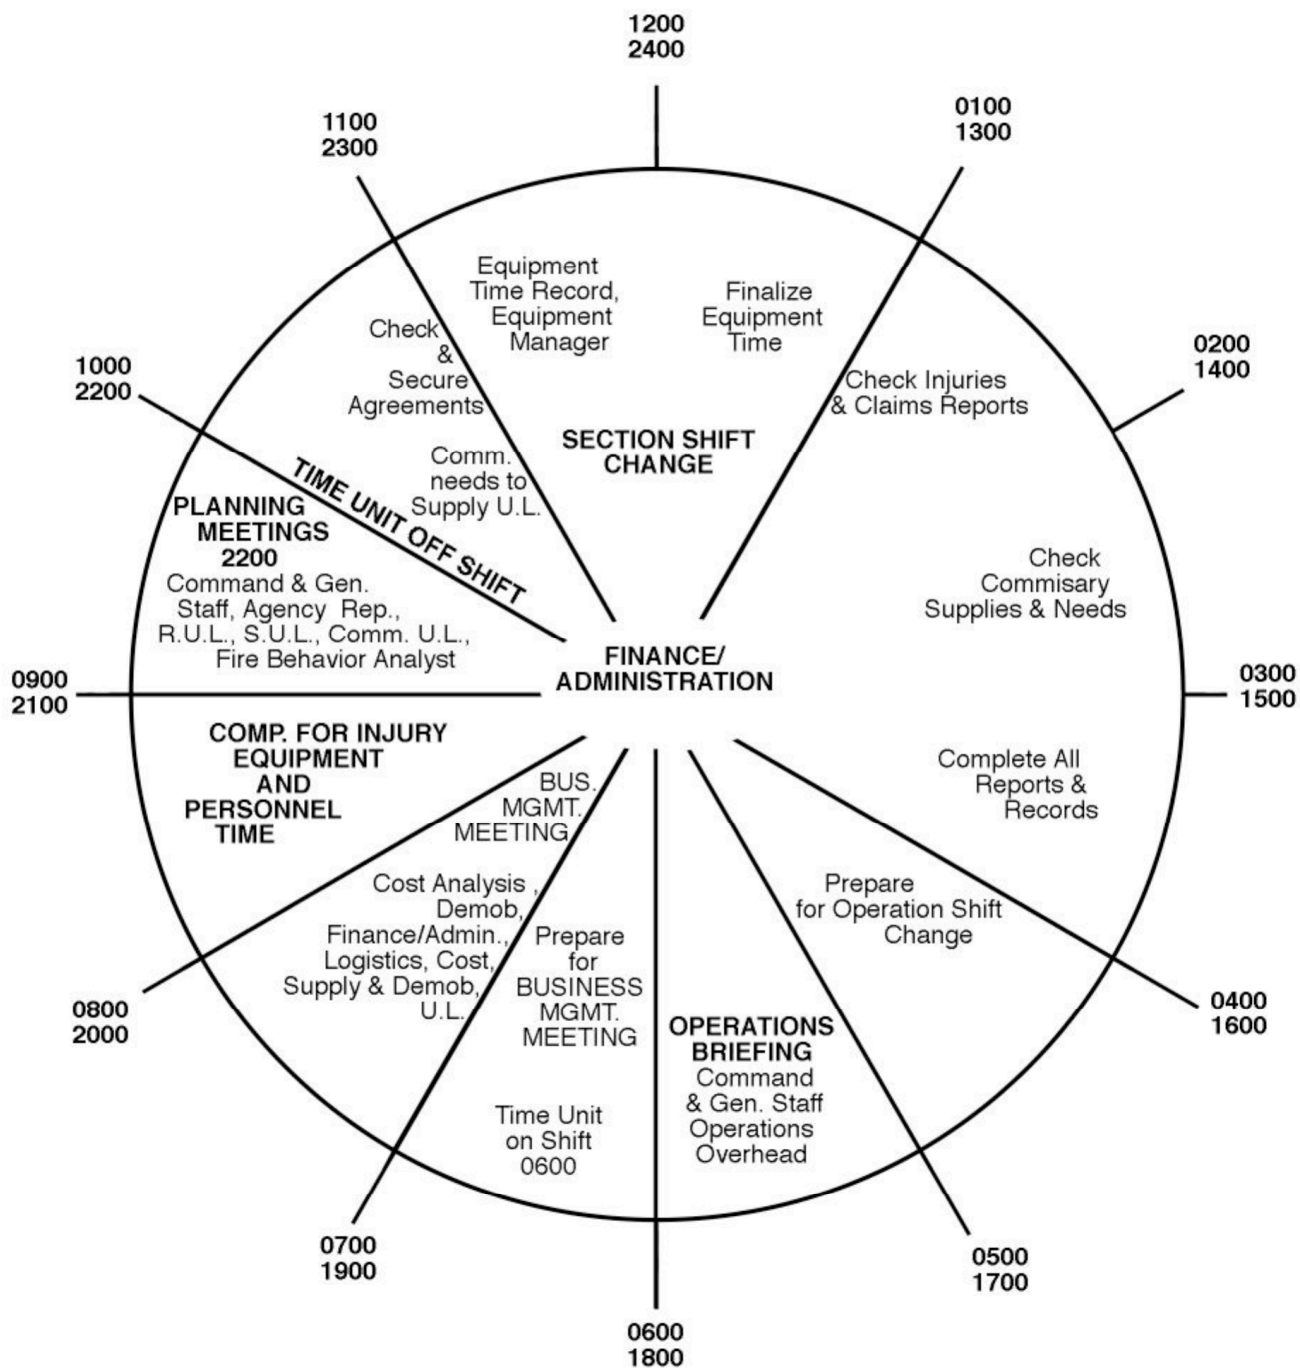 1200
2400
0100
1300
0200
1400
0300
1500
0400
1600
0500
1700
0600
1800
0700
1900
0800
2000
0900
2100
1000
2200
1100
2300
Equipment
Time Record,
Equipment
Manager
Finalize
Equipment
Time
SECTION SHIFT
CHANGE
Check Injuries
& Claims Reports
Check
Commisary
Supplies & Needs
Complete All
Reports &
Records
Prepare
for Operation Shift
Change
OPERATIONS
BRIEFING
Command
& Gen. Staff
Operations
Overhead
Prepare
for
BUSINESS
MGMT.
MEETING
Time Unit
on Shift
0600
BUS.
MGMT.
MEETING
Cost Analysis ,
Demob,
Finance/Admin.,
Logistics, Cost,
Supply & Demob,
U.L.
COMP. FOR INJURY
EQUIPMENT
AND
PERSONNEL
TIME
PLANNING
MEETINGS
2200
Command & Gen.
Staff, Agency Rep.,
R.U.L., S.U.L., Comm. U.L.,
Fire Behavior Analyst
TIME UNIT OFF SHIFT
Check
&
Secure
Agreements
Comm.
needs to
Supply U.L.
FINANCE/
ADMINISTRATION